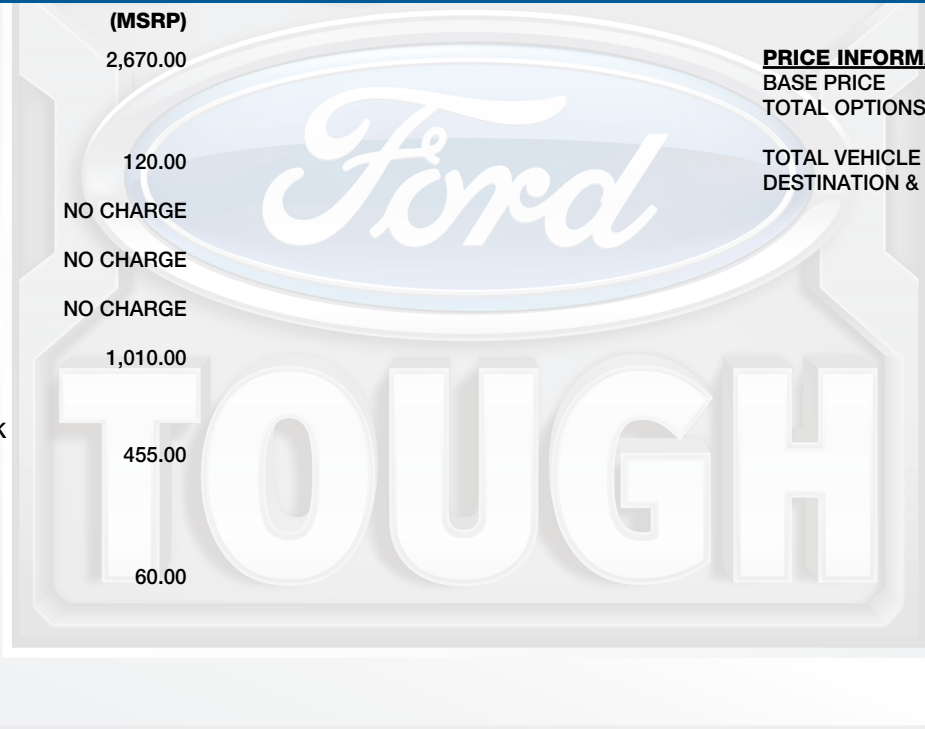 (MSRP)
2,670.00
120.00
NO CHARGE
NO CHARGE
NO CHARGE
1,010.00
K
455.00
60.00
PRICE INFORMA
BASE PRICE
TOTAL OPTIONS
TOTAL VEHICLE
DESTINATION &
Ford
TOUGH